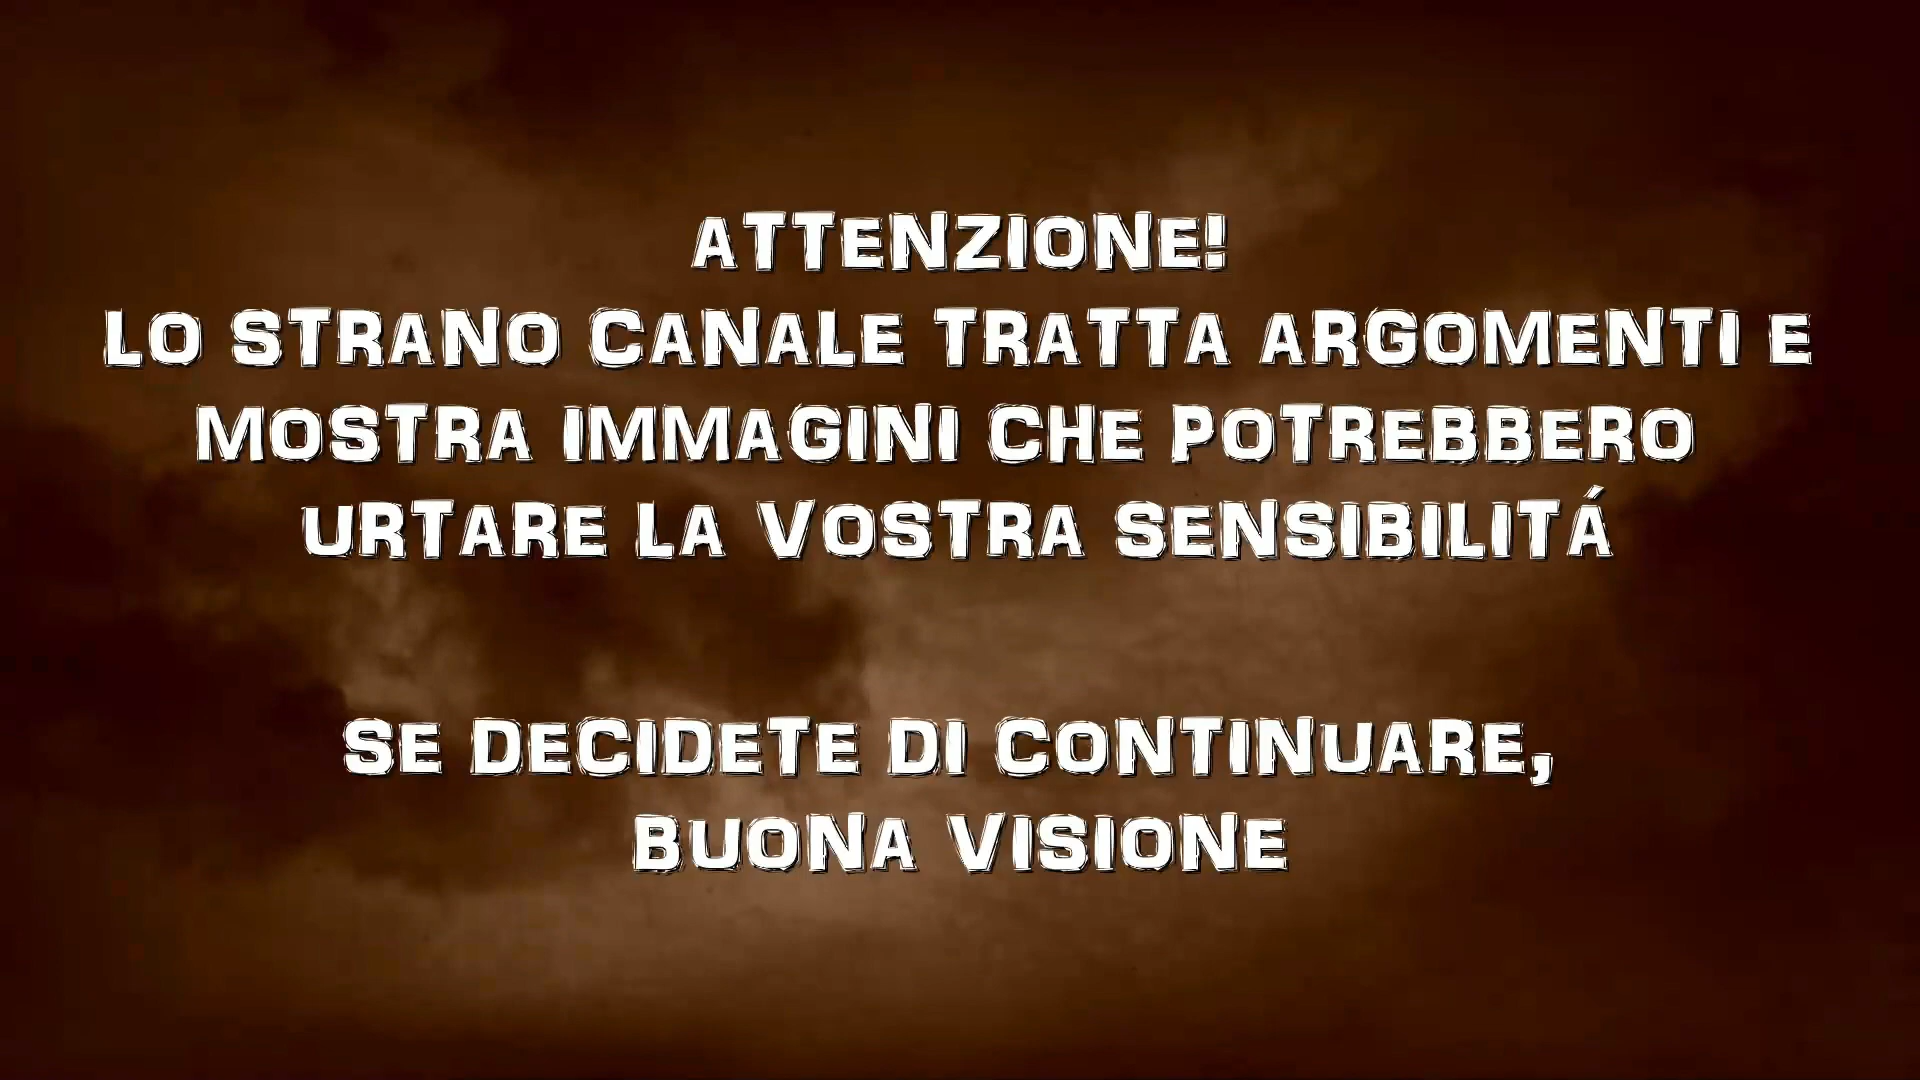 ATTENZIONE!
LO STRANO CANALE TRATTA ARGOMENTI E
MOSTRA IMMAGINI CHE POTREBBERO
URTARE LA VOSTRA SENSIBILITÁ
SE DECIDETE DI CONTINUARE,
BUONA VISIONE